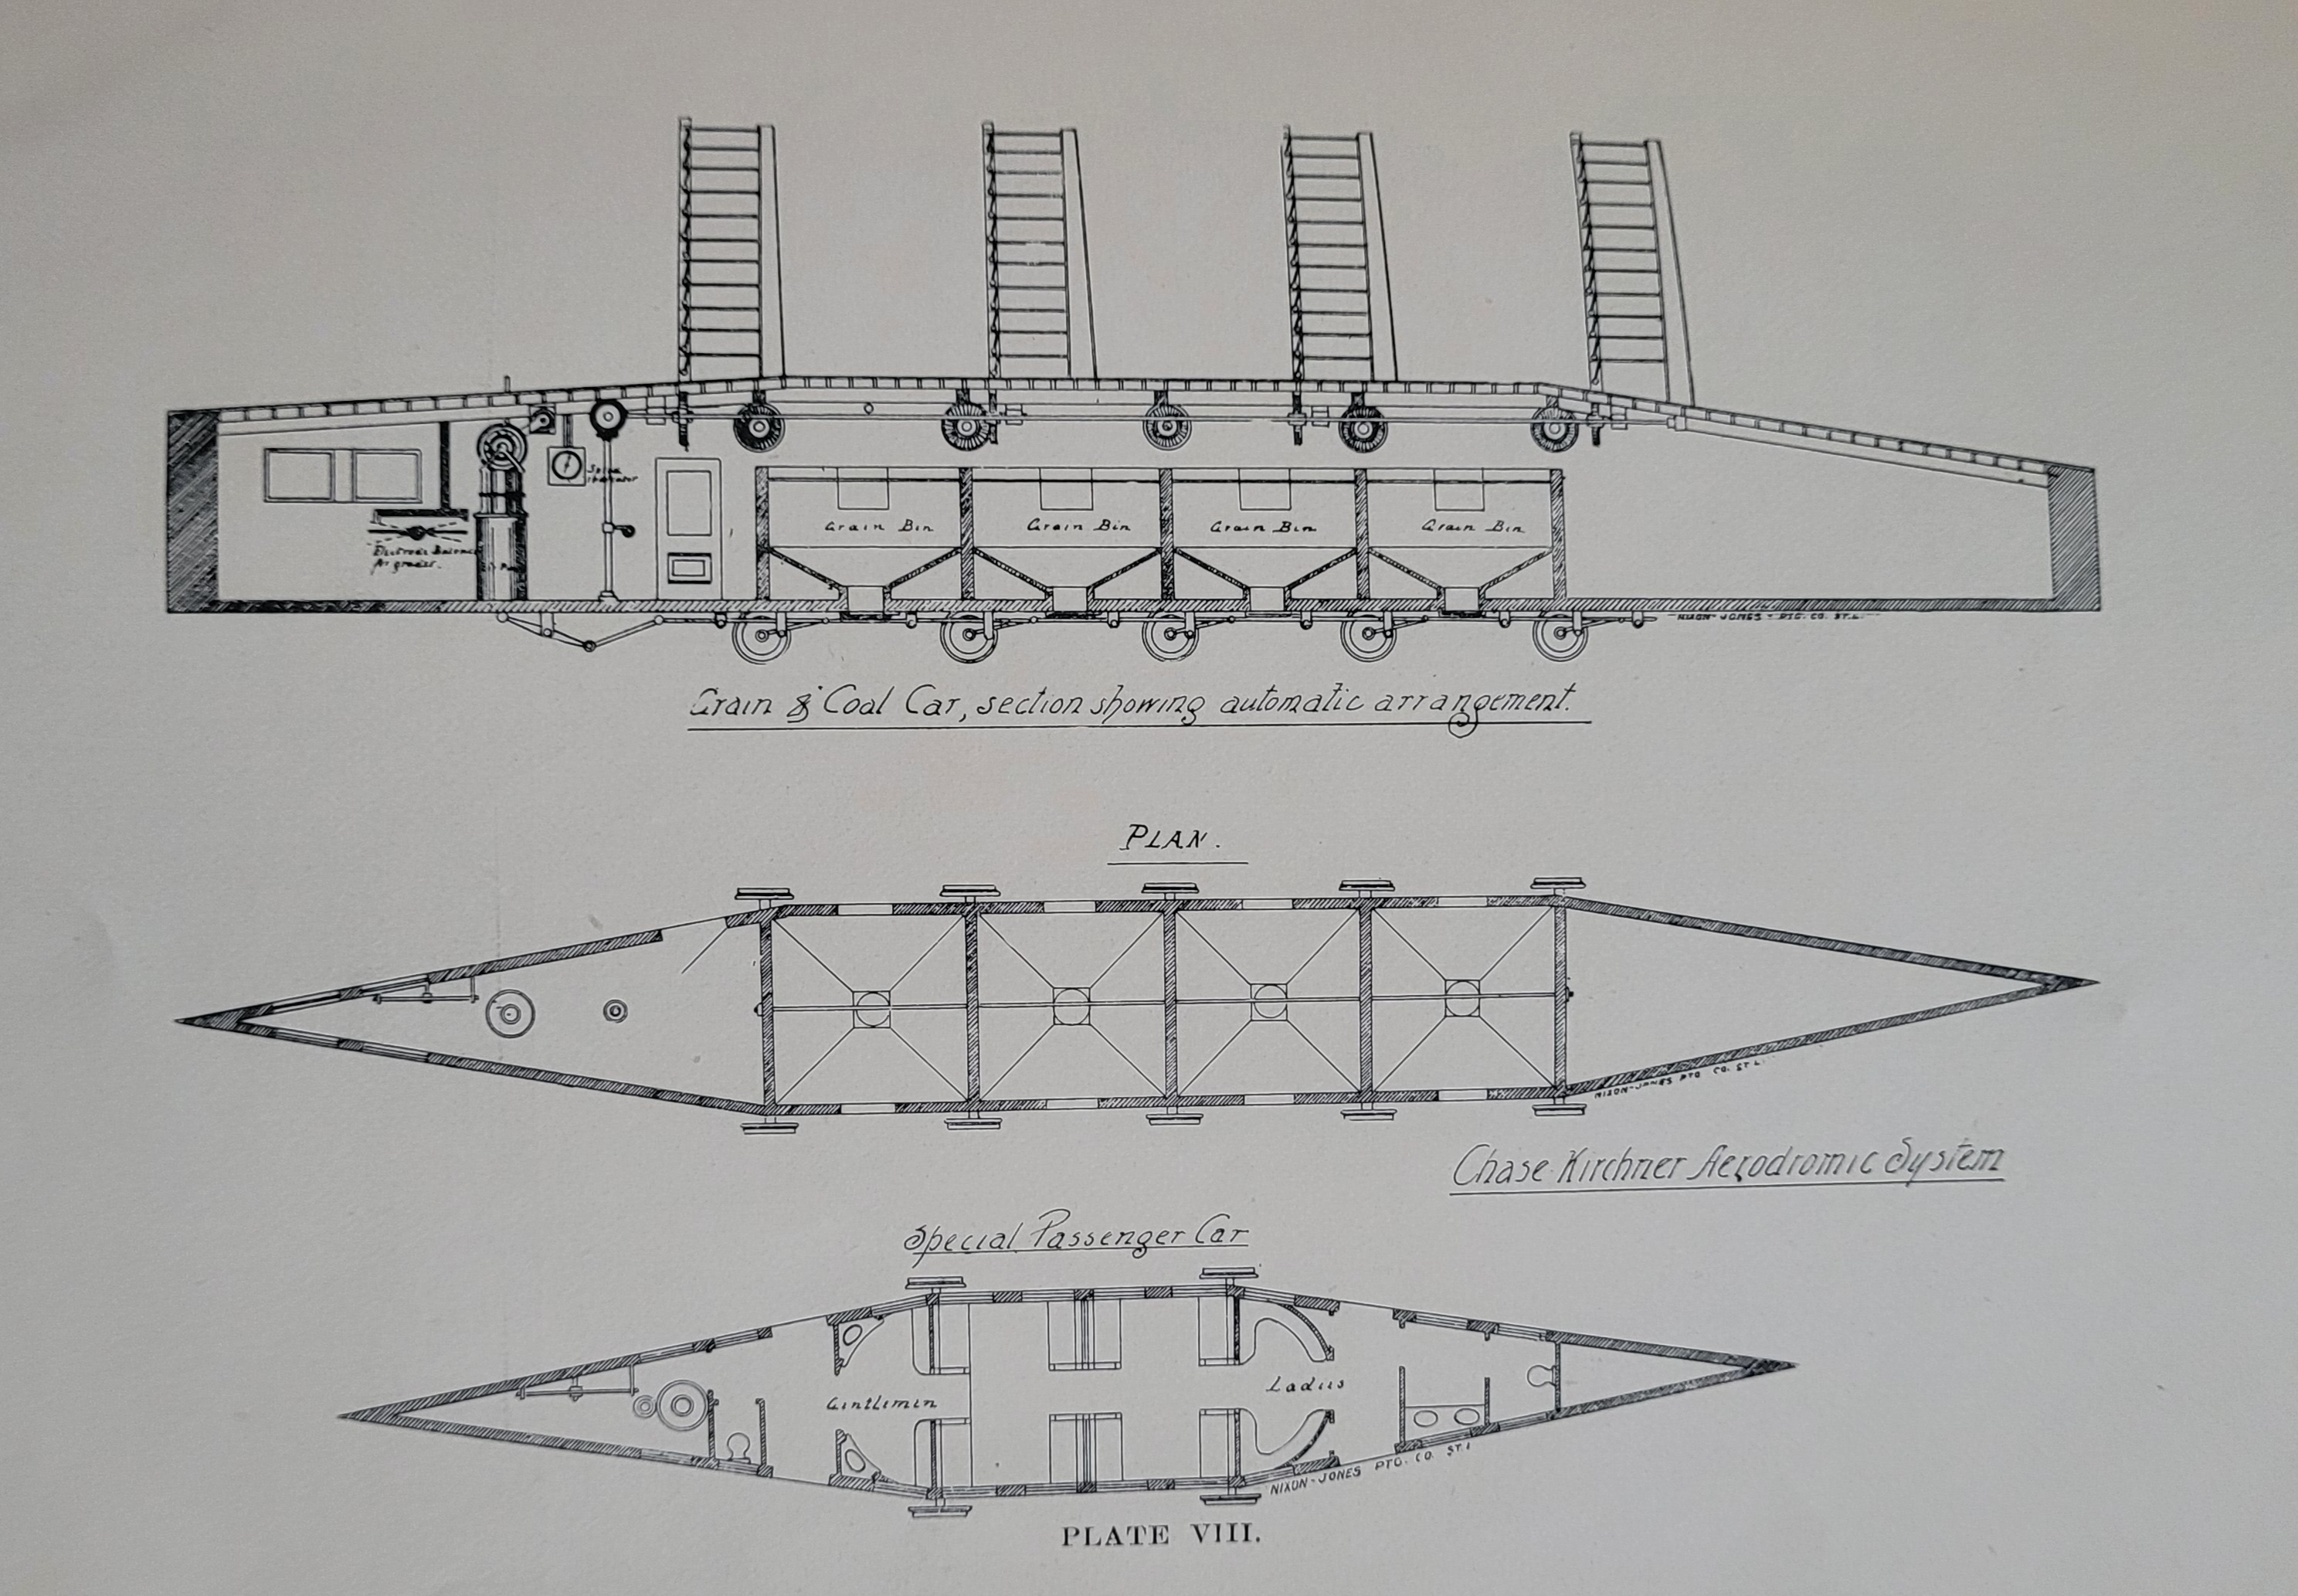 Speed
indicator
Grain Bin
Grain Bin
Grain Bin
Grain Bin
Electrode Balance
for grades.
NIXON-JONES PTG. CO. ST.L.
Grain & Coal Car, section showing automatic arrangement.
PLAN.
NIXON-JONES PTG CO. ST L.
Chase Kirchner Aerodromic System
Special Passenger Car
Gentlemen
Ladies
NIXON-JONES PTG. CO. ST.L
PLATE VIII.